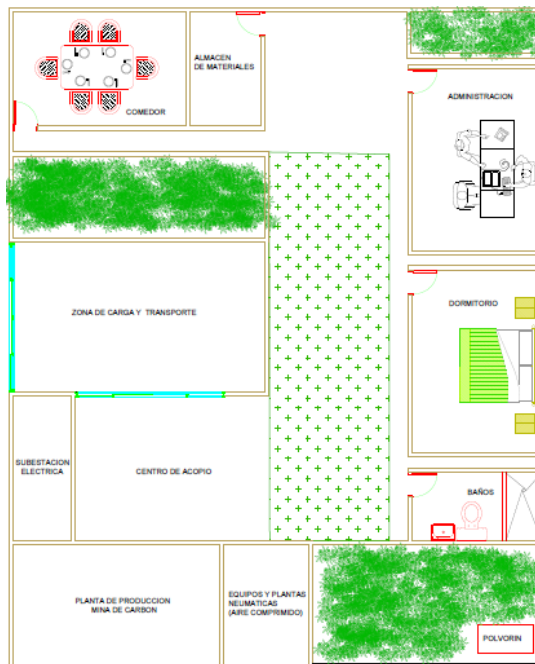 ALMACEN
DE MATERIALES
COMEDOR
ADMINISTRACION
ZONA DE CARGA Y TRANSPORTE
DORMITORIO
SUBESTACION
ELECTRICA
CENTRO DE ACOPIO
BAÑOS
PLANTA DE PRODUCCION
MINA DE CARBON
EQUIPOS Y PLANTAS
NEUMATICAS
(AIRE COMPRIMIDO)
POLVORIN